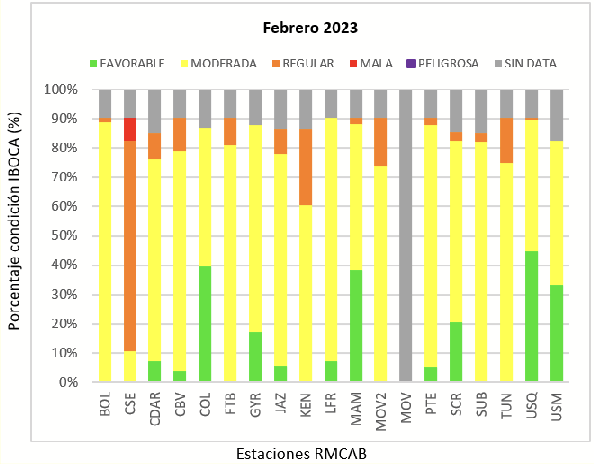 Febrero 2023
FAVORABLE MODERADA REGULAR MALA PELIGROSA SIN DATA
Porcentaje condición IBOCA (%)
100%
90%
80%
70%
60%
50%
40%
30%
20%
10%
0%
BOL CSE CDAR CBV COL FTB GYR JAZ KEN LFR MAM MOV2 MOV PTE SCR SUB TUN USQ USM
Estaciones RMCAB